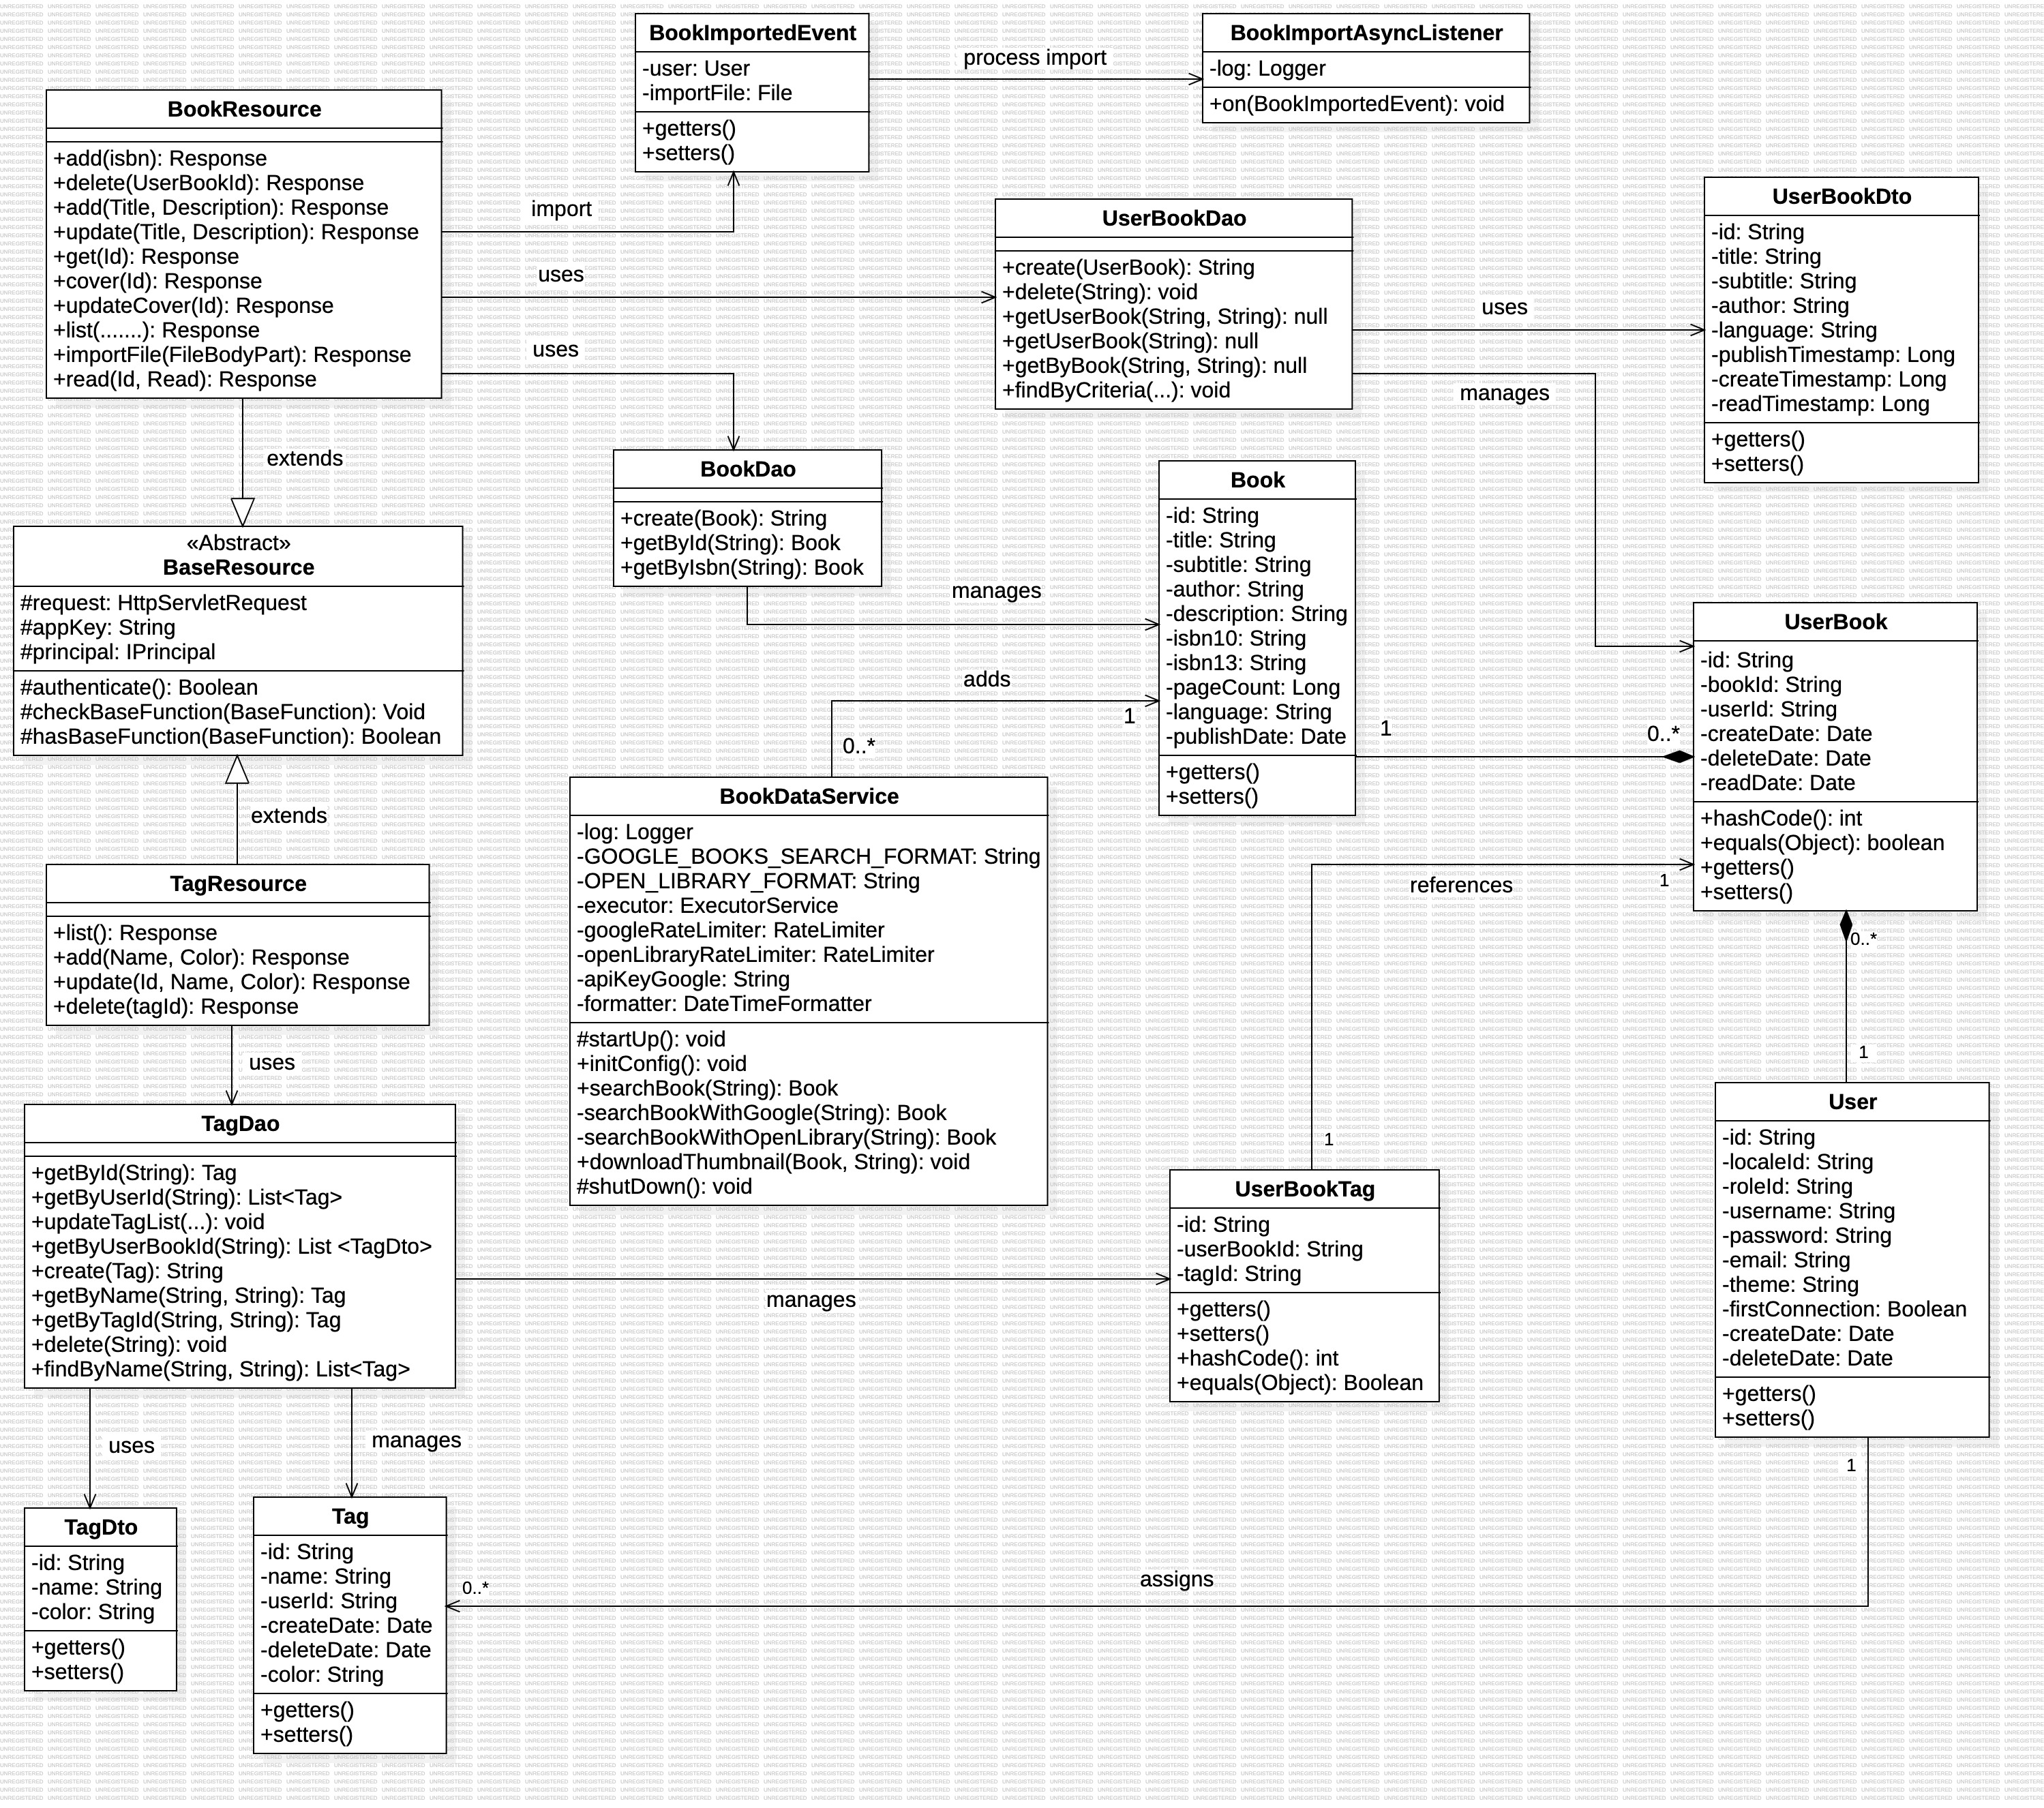 BookImportedEvent
-user: User
-importFile: File
+getters()
+setters()
process import
BookImportAsyncListener
-log: Logger
+on(BookImportedEvent): void
BookResource
+add(isbn): Response
+delete(UserBookId): Response
+add(Title, Description): Response
+update(Title, Description): Response
+get(Id): Response
+cover(Id): Response
+updateCover(Id): Response
+list(.......): Response
+importFile(FileBodyPart): Response
+read(Id, Read): Response
import
uses
uses
extends
UserBookDao
+create(UserBook): String
+delete(String): void
+getUserBook(String, String): null
+getUserBook(String): null
+getByBook(String, String): null
+findByCriteria(...): void
uses
manages
UserBookDto
-id: String
-title: String
-subtitle: String
-author: String
-language: String
-publishTimestamp: Long
-createTimestamp: Long
-readTimestamp: Long
+getters()
+setters()
BookDao
+create(Book): String
+getById(String): Book
+getByIsbn(String): Book
manages
Book
-id: String
-title: String
-subtitle: String
-author: String
-description: String
-isbn10: String
-isbn13: String
-pageCount: Long
-language: String
-publishDate: Date
+getters()
+setters()
«Abstract»
BaseResource
#request: HttpServletRequest
#appKey: String
#principal: IPrincipal
#authenticate(): Boolean
#checkBaseFunction(BaseFunction): Void
#hasBaseFunction(BaseFunction): Boolean
extends
adds
1
0..*
1
0..*
UserBook
-id: String
-bookId: String
-userId: String
-createDate: Date
-deleteDate: Date
-readDate: Date
+hashCode(): int
+equals(Object): boolean
+getters()
+setters()
BookDataService
-log: Logger
-GOOGLE_BOOKS_SEARCH_FORMAT: String
-OPEN_LIBRARY_FORMAT: String
-executor: ExecutorService
-googleRateLimiter: RateLimiter
-openLibraryRateLimiter: RateLimiter
-apiKeyGoogle: String
-formatter: DateTimeFormatter
#startUp(): void
+initConfig(): void
+searchBook(String): Book
-searchBookWithGoogle(String): Book
-searchBookWithOpenLibrary(String): Book
+downloadThumbnail(Book, String): void
#shutDown(): void
references
1
1
0..*
1
TagResource
+list(): Response
+add(Name, Color): Response
+update(Id, Name, Color): Response
+delete(tagId): Response
uses
TagDao
+getById(String): Tag
+getByUserId(String): List<Tag>
+updateTagList(...): void
+getByUserBookId(String): List <TagDto>
+create(Tag): String
+getByName(String, String): Tag
+getByTagId(String, String): Tag
+delete(String): void
+findByName(String, String): List<Tag>
manages
UserBookTag
-id: String
-userBookId: String
-tagId: String
+getters()
+setters()
+hashCode(): int
+equals(Object): Boolean
User
-id: String
-localeId: String
-roleId: String
-username: String
-password: String
-email: String
-theme: String
-firstConnection: Boolean
-createDate: Date
-deleteDate: Date
+getters()
+setters()
1
uses
manages
TagDto
-id: String
-name: String
-color: String
+getters()
+setters()
Tag
-id: String
-name: String
-userId: String
-createDate: Date
-deleteDate: Date
-color: String
+getters()
+setters()
0..*
assigns
UNREGISTERED